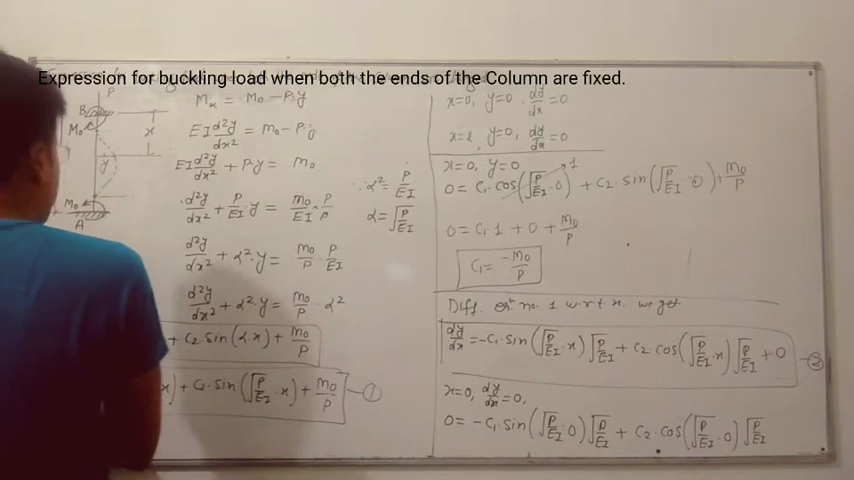 Expression for buckling load when both the ends of the Column are fixed.
P
B
M₀
x
y
M₀
A
Mₓ = M₀ - P.y
EI d²y/dx² = M₀ - P.y
EI d²y/dx² + P.y = M₀
d²y/dx² + P/EI . y = M₀/EI × P/P
∴ α² = P/EI
α = √(P/EI)
d²y/dx² + α².y = M₀/P . P/EI
d²y/dx² + α².y = M₀/P . α²
+ C₂ sin(α.x) + M₀/P
x) + C₂. sin(√(P/EI) . x) + M₀/P — ①
x=0, y=0 dy/dx = 0
x=l, y=0, dy/dx = 0
x=0, y=0
0 = C₁. cos(√(P/EI) . 0) → 1 + C₂. sin(√(P/EI) . 0) + M₀/P
0 = C₁. 1 + 0 + M₀/P
C₁ = -M₀/P
Diff. eqn no. 1 w.r.t x. we get
dy/dx = -C₁. sin(√(P/EI) . x) √(P/EI) + C₂. cos(√(P/EI) . x) √(P/EI) + 0 — ②
x=0, dy/dx = 0,
0 = -C₁. sin(√(P/EI) . 0) √(P/EI) + C₂. cos(√(P/EI) . 0) √(P/EI)